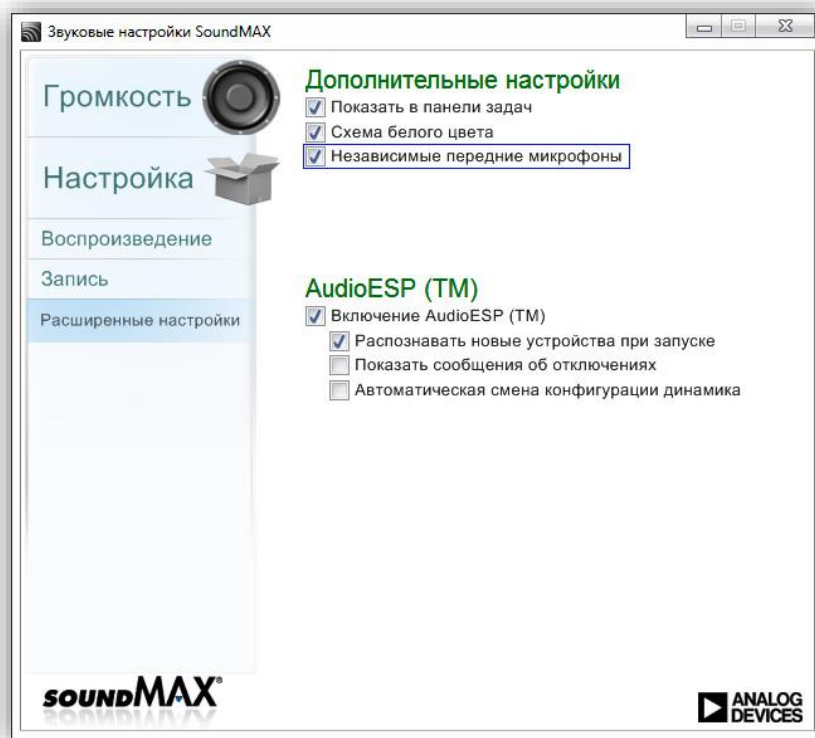 Звуковые настройки SoundMAX
Громкость
Настройка
Воспроизведение
Запись
Расширенные настройки
Дополнительные настройки
Показать в панели задач
Схема белого цвета
Независимые передние микрофоны
AudioESP (TM)
Включение AudioESP (TM)
Распознавать новые устройства при запуске
Показать сообщения об отключениях
Автоматическая смена конфигурации динамика
SOUNDMAX®
ANALOG
DEVICES